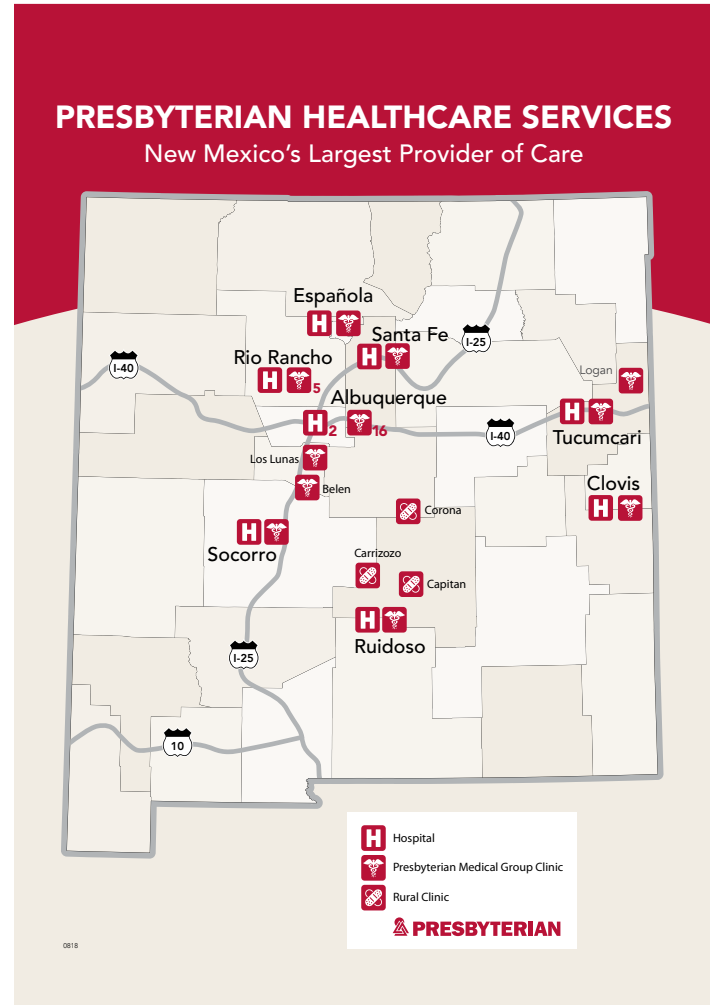 PRESBYTERIAN HEALTHCARE SERVICES
New Mexico's Largest Provider of Care
Española
H
Santa Fe
H
I-25
Rio Rancho
H
5
I-40
Logan
Albuquerque
H
2
16
I-40
H
Tucumcari
Los Lunas
Belen
Clovis
H
Corona
H
Socorro
Carrizozo
Capitan
H
Ruidoso
I-25
10
H
Hospital
Presbyterian Medical Group Clinic
Rural Clinic
PRESBYTERIAN
0818